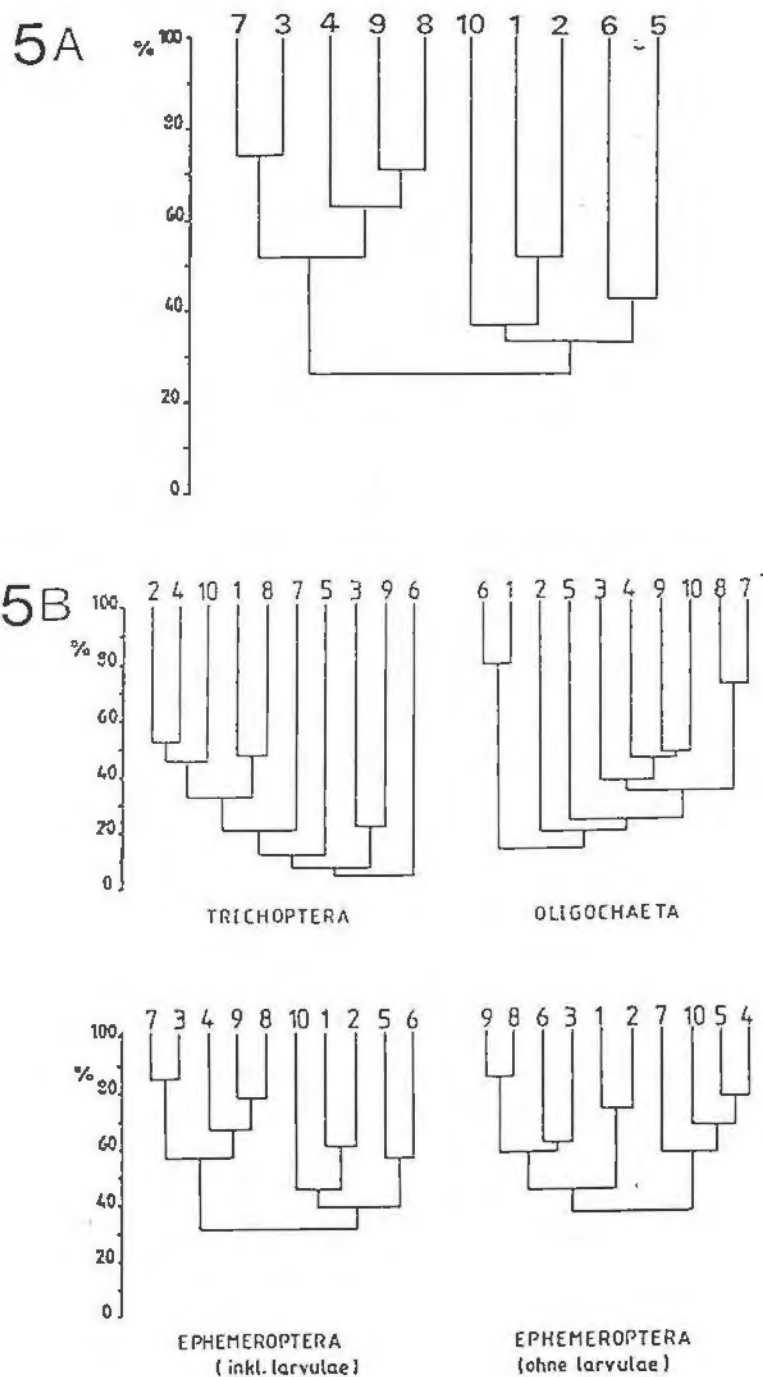 5A
% 100 7 3 4 9 8 10 1 2 6 5
80
60
40
20
0
5B
100 2 4 10 1 8 7 5 3 9 6
6 1 2 5 3 4 9 10 8 7
% 80
60
40
20
0
TRICHOPTERA
OLIGOCHAETA
100 7 3 4 9 8 10 1 2 5 6
9 8 6 3 1 2 7 10 5 4
% 80
60
40
20
0
EPHEMEROPTERA
(inkl. larvulae)
EPHEMEROPTERA
(ohne larvulae)